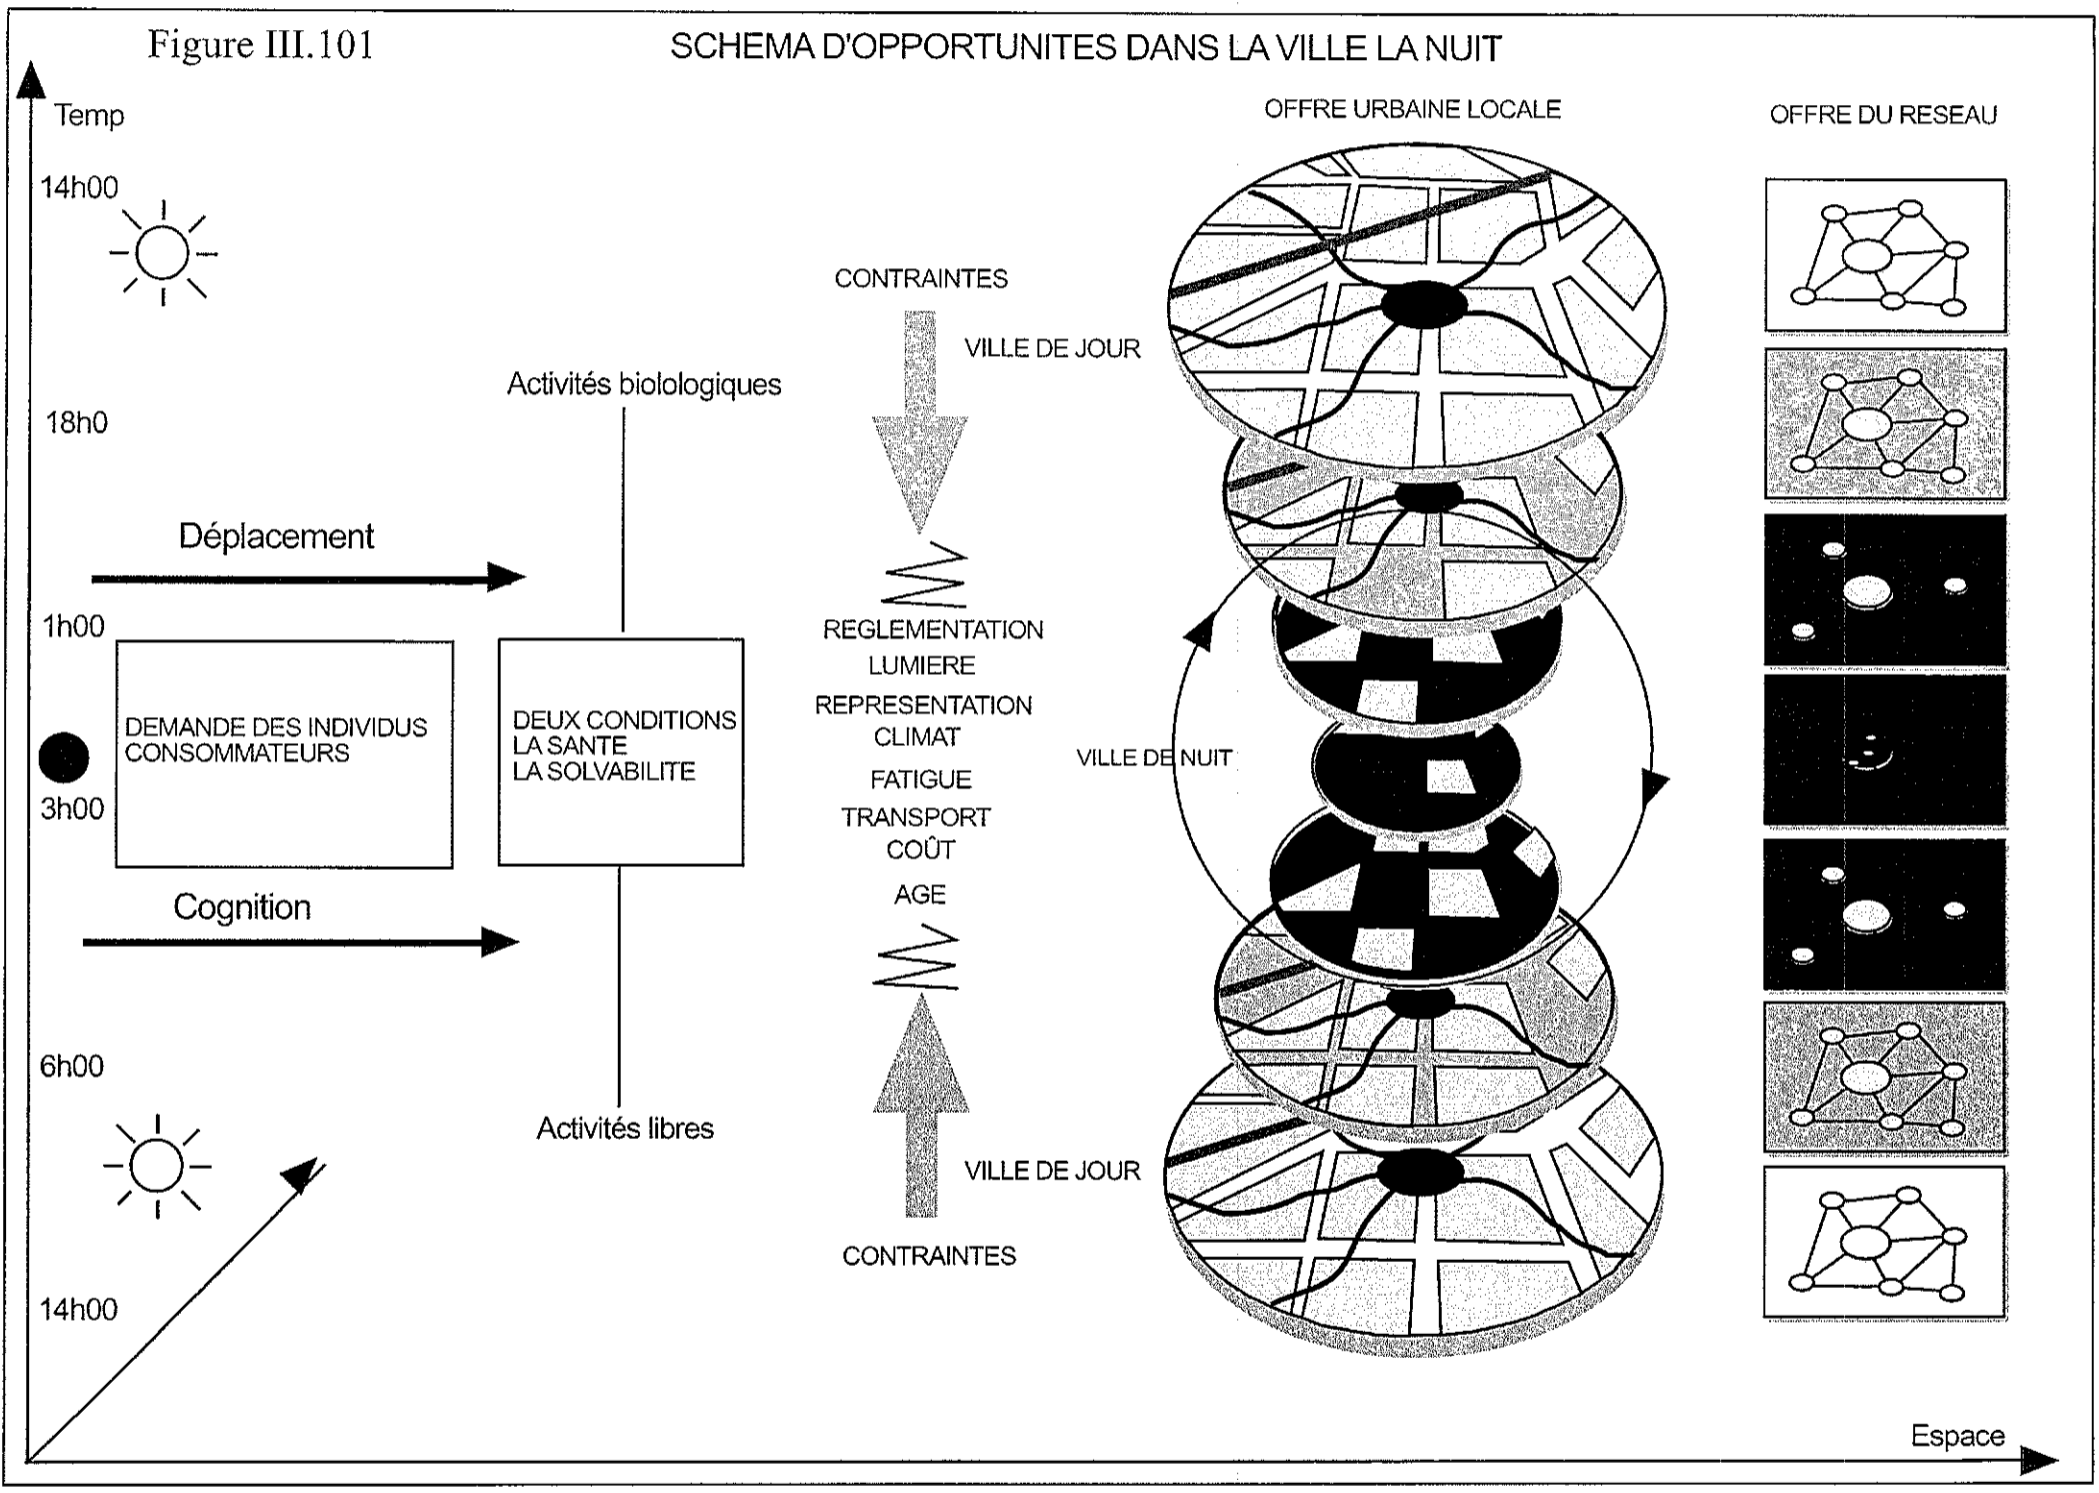 Figure III.101
SCHEMA D'OPPORTUNITES DANS LA VILLE LA NUIT
Temp
OFFRE URBAINE LOCALE
OFFRE DU RESEAU
14h00
CONTRAINTES
VILLE DE JOUR
Activités biolologiques
18h0
Déplacement
1h00
REGLEMENTATION
LUMIERE
REPRESENTATION
CLIMAT
FATIGUE
TRANSPORT
COÛT
AGE
DEMANDE DES INDIVIDUS
CONSOMMATEURS
DEUX CONDITIONS
LA SANTE
LA SOLVABILITE
VILLE DE NUIT
3h00
Cognition
6h00
Activités libres
VILLE DE JOUR
CONTRAINTES
14h00
Espace